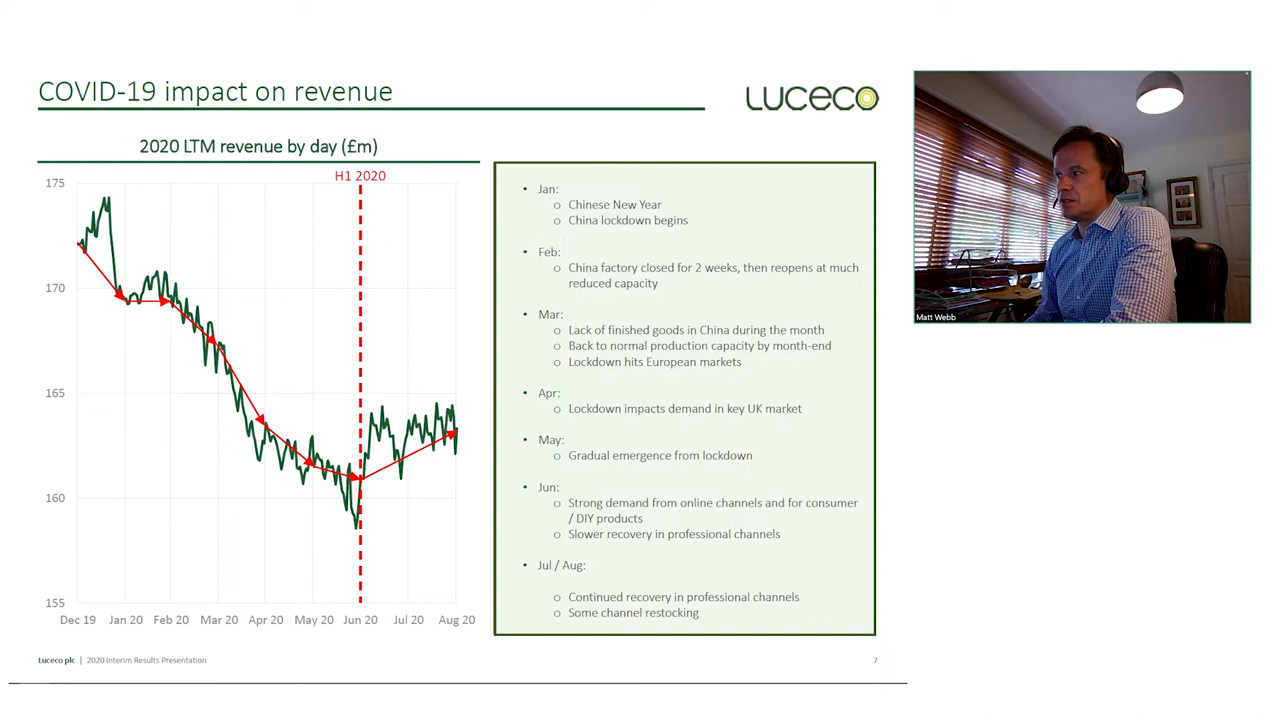 COVID-19 impact on revenue
LUCECO
2020 LTM revenue by day (£m)
H1 2020
175
170
165
160
155
Dec 19 Jan 20 Feb 20 Mar 20 Apr 20 May 20 Jun 20 Jul 20 Aug 20
• Jan:
o Chinese New Year
o China lockdown begins
• Feb:
o China factory closed for 2 weeks, then reopens at much
reduced capacity
• Mar:
o Lack of finished goods in China during the month
o Back to normal production capacity by month-end
o Lockdown hits European markets
• Apr:
o Lockdown impacts demand in key UK market
• May:
o Gradual emergence from lockdown
• Jun:
o Strong demand from online channels and for consumer
/ DIY products
o Slower recovery in professional channels
• Jul / Aug:
o Continued recovery in professional channels
o Some channel restocking
Luceco plc | 2020 Interim Results Presentation
7
Matt Webb